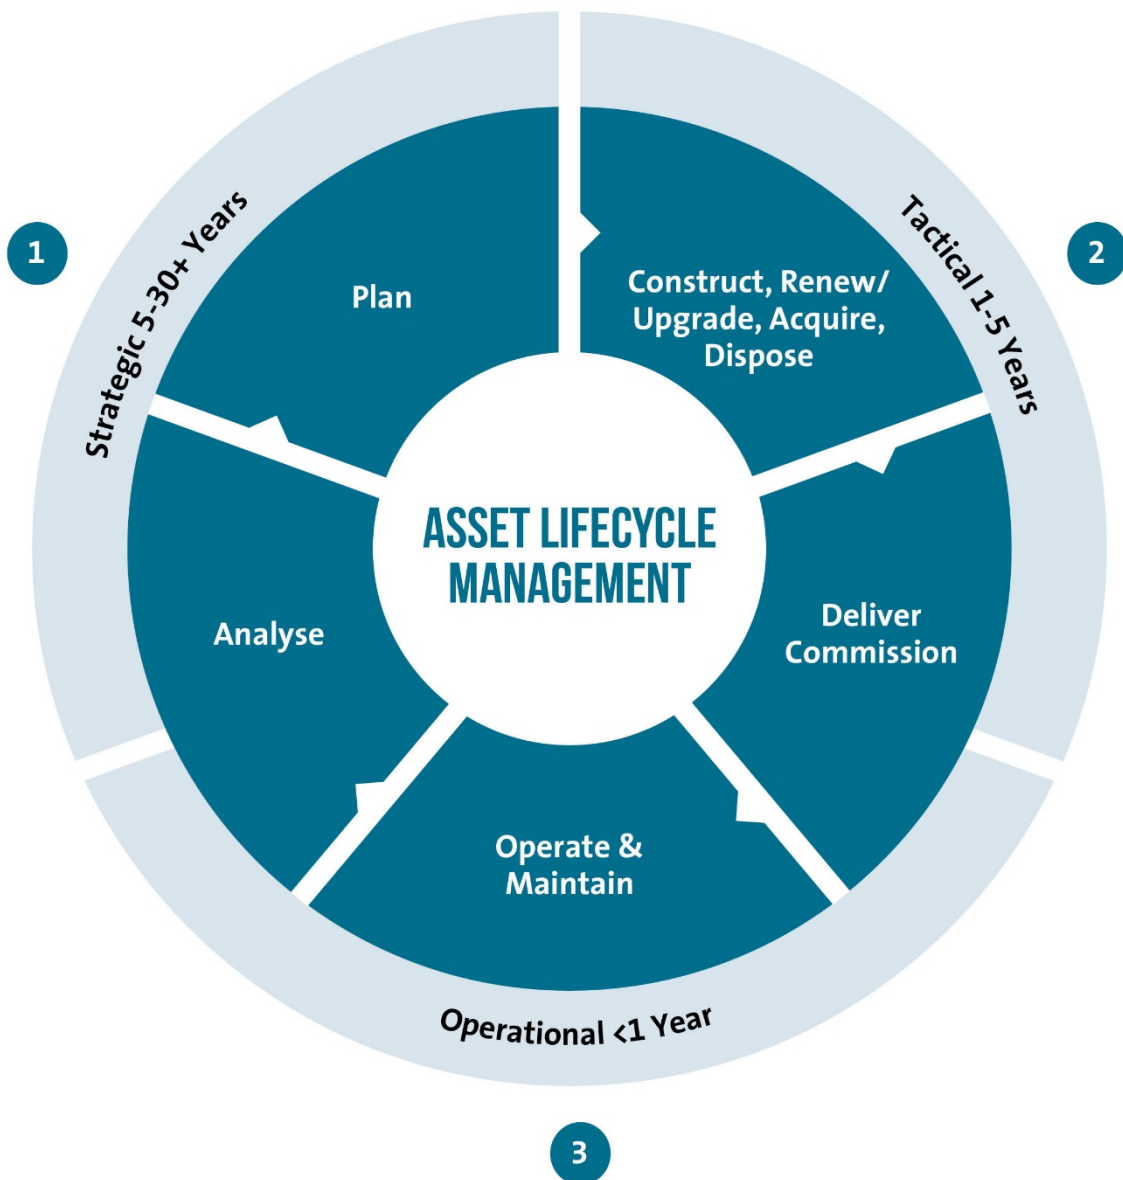 1
Strategic 5-30+ Years
Plan
2
Tactical 1-5 Years
Construct, Renew/
Upgrade, Acquire,
Dispose
ASSET LIFECYCLE
MANAGEMENT
Analyse
Deliver
Commission
Operate &
Maintain
Operational <1 Year
3